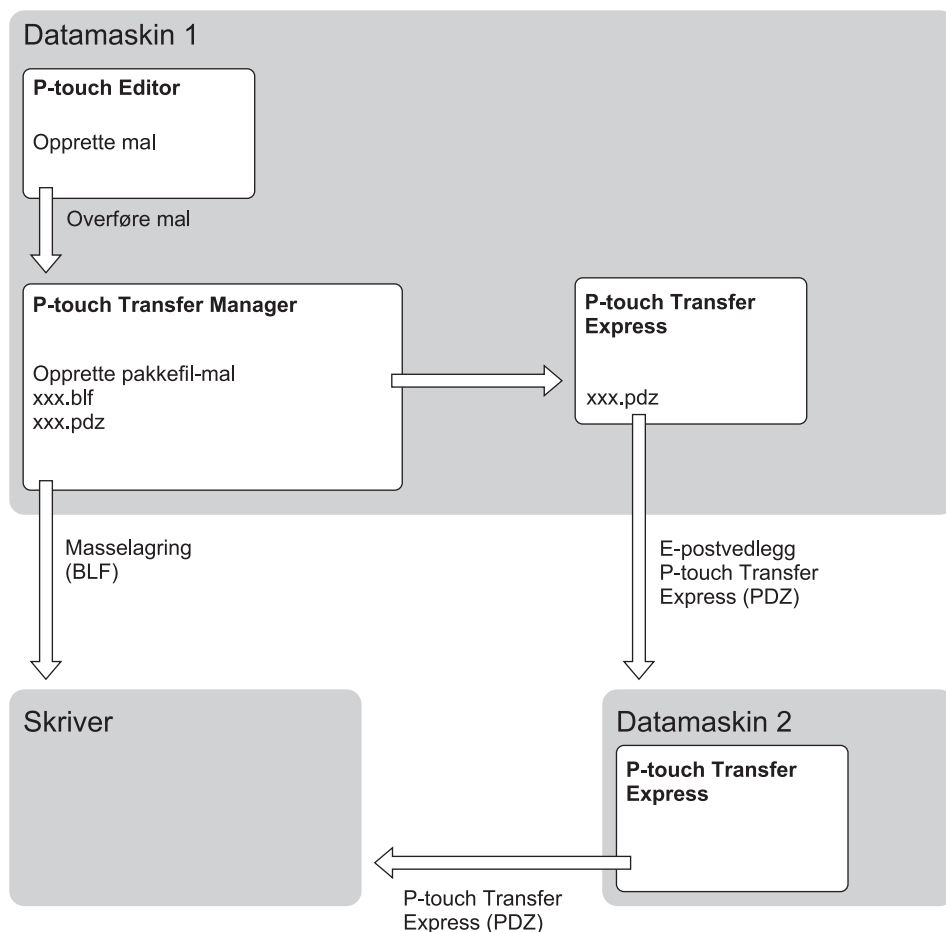 Datamaskin 1
P-touch Editor
Opprette mal
Overføre mal
P-touch Transfer Manager
Opprette pakkefil-mal
xxx.blf
xxx.pdz
P-touch Transfer
Express
xxx.pdz
Masselagring
(BLF)
E-postvedlegg
P-touch Transfer
Express (PDZ)
Skriver
Datamaskin 2
P-touch Transfer
Express
P-touch Transfer
Express (PDZ)